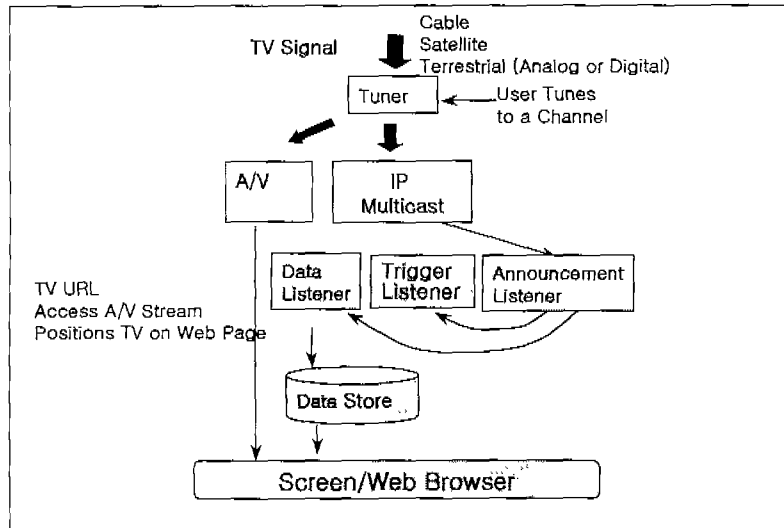 TV Signal
Cable
Satellite
Terrestrial (Analog or Digital)
Tuner
User Tunes
to a Channel
A/V
IP
Multicast
Data
Listener
Trigger
Listener
Announcement
Listener
TV URL
Access A/V Stream
Positions TV on Web Page
Data Store
Screen/Web Browser